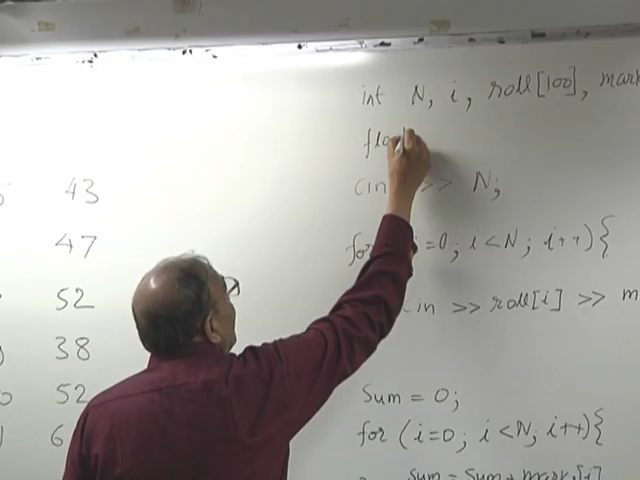 int N, i, roll[100], mark
flo
43
cin >> N;
47
for i=0; i<N; i++){
52
cin >> roll[i] >> m
38
52
Sum = 0;
6
for (i=0; i<N; i++){
sum = sum + mark[i]